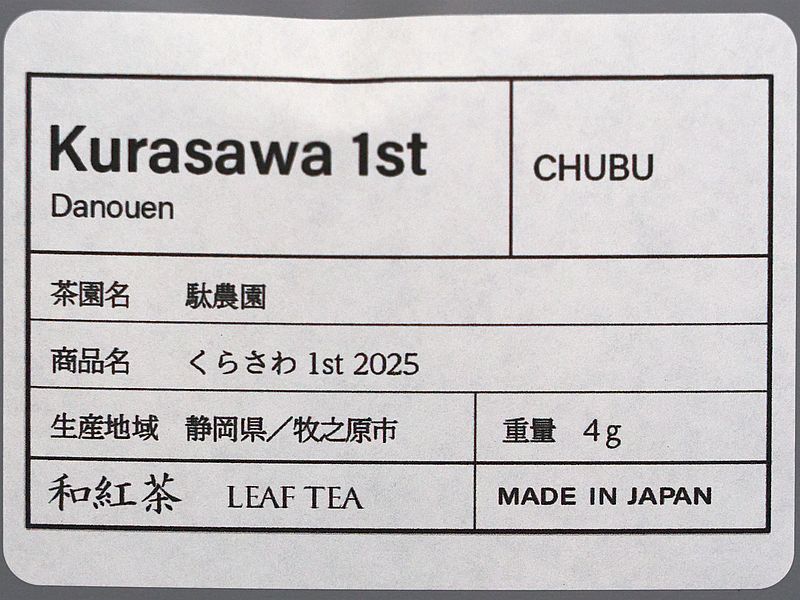 Kurasawa 1st
Danouen
CHUBU
茶園名 駄農園
商品名 くらさわ 1st 2025
生産地域 静岡県／牧之原市 重量 4g
和紅茶 LEAF TEA MADE IN JAPAN